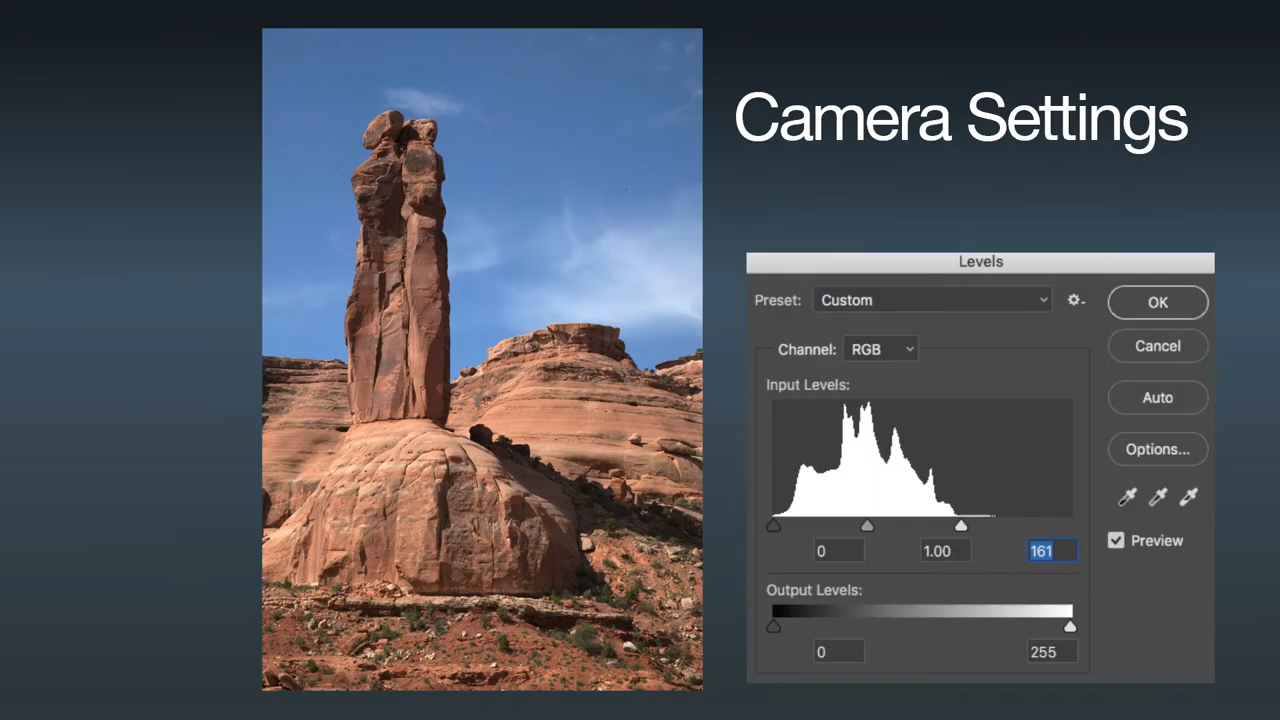 Camera Settings
Levels
Preset: Custom
OK
Channel: RGB
Cancel
Input Levels:
Auto
Options...
0 1.00 161
Preview
Output Levels:
0 255